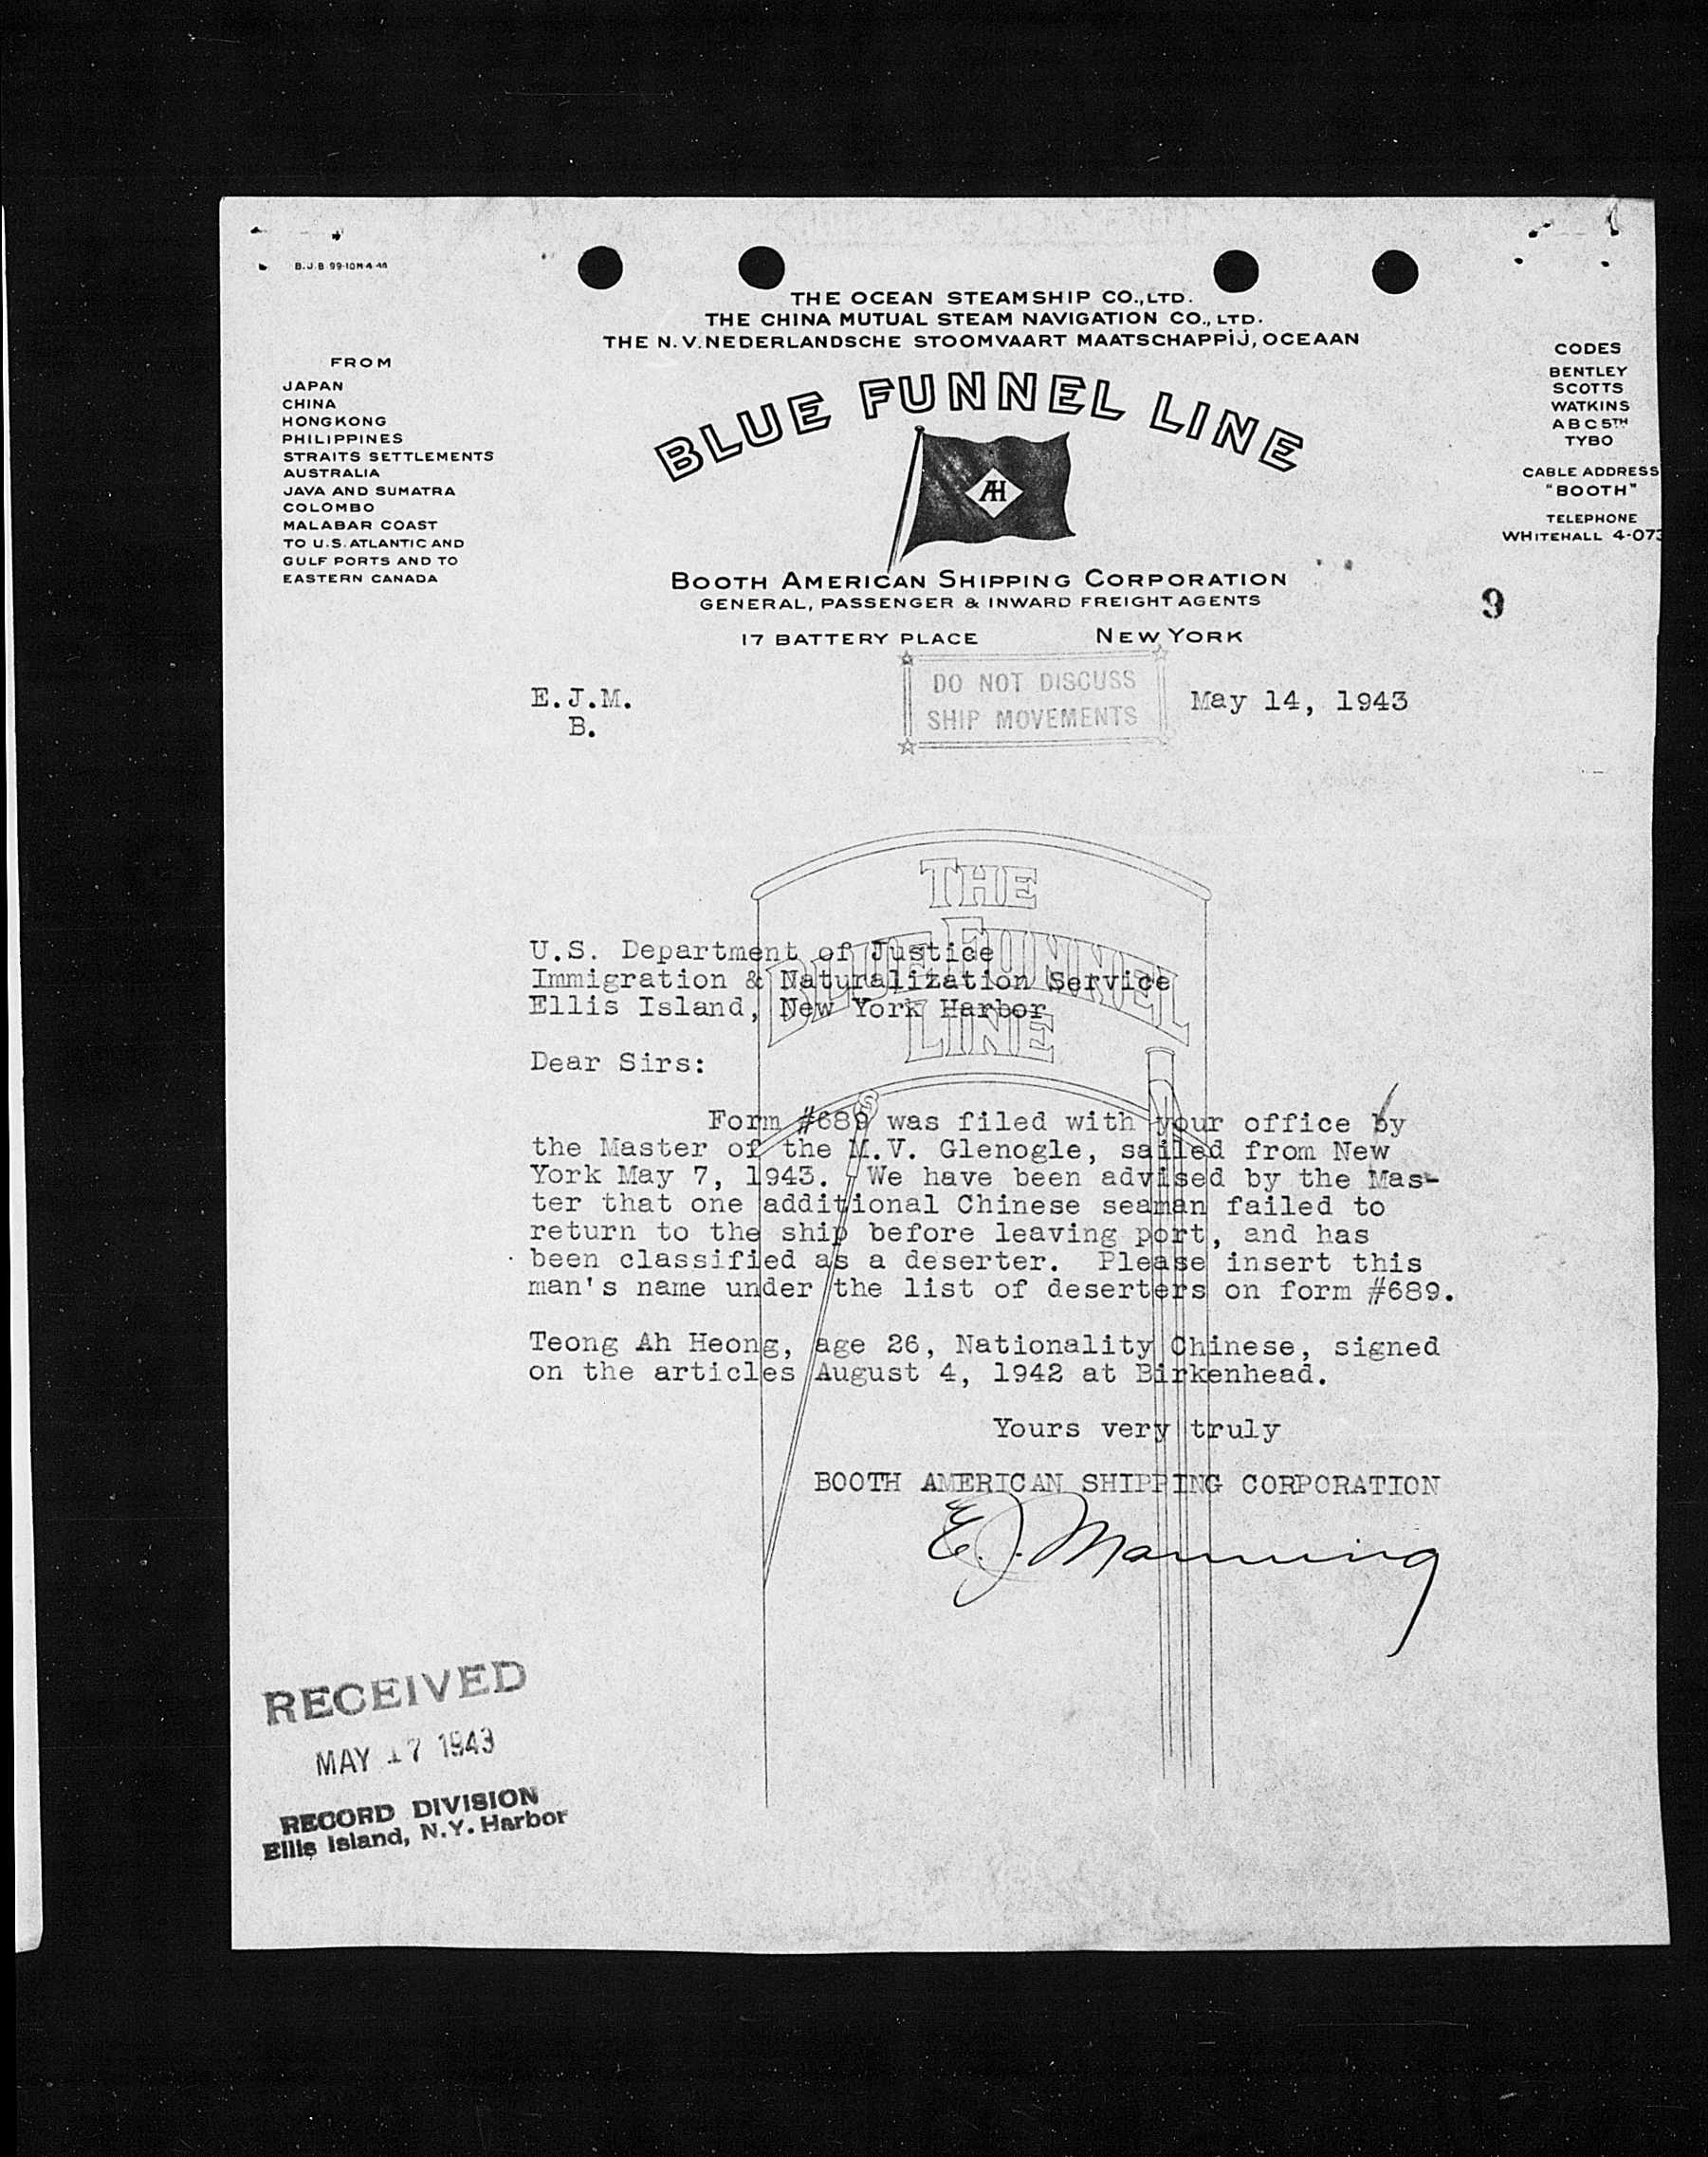 B.J.B. 99-10M-4-41
THE OCEAN STEAMSHIP CO., LTD.
THE CHINA MUTUAL STEAM NAVIGATION CO., LTD.
THE N.V. NEDERLANDSCHE STOOMVAART MAATSCHAPPIJ, OCEAAN
FROM
JAPAN
CHINA
HONGKONG
PHILIPPINES
STRAITS SETTLEMENTS
AUSTRALIA
JAVA AND SUMATRA
COLOMBO
MALABAR COAST
TO U.S. ATLANTIC AND
GULF PORTS AND TO
EASTERN CANADA
BLUE FUNNEL LINE
AH
CODES
BENTLEY
SCOTTS
WATKINS
A B C 5TH
TYBO
CABLE ADDRESS
"BOOTH"
TELEPHONE
WHITEHALL 4-073
BOOTH AMERICAN SHIPPING CORPORATION
GENERAL, PASSENGER & INWARD FREIGHT AGENTS
17 BATTERY PLACE NEW YORK
9
E.J.M.
B.
DO NOT DISCUSS
SHIP MOVEMENTS
May 14, 1943
THE
BLUE FUNNEL
LINE
U.S. Department of Justice
Immigration & Naturalization Service
Ellis Island, New York Harbor
Dear Sirs:
Form #689 was filed with your office by
the Master of the M.V. Glenogle, sailed from New
York May 7, 1943. We have been advised by the Mas-
ter that one additional Chinese seaman failed to
return to the ship before leaving port, and has
been classified as a deserter. Please insert this
man's name under the list of deserters on form #689.
Teong Ah Heong, age 26, Nationality Chinese, signed
on the articles August 4, 1942 at Birkenhead.
Yours very truly
BOOTH AMERICAN SHIPPING CORPORATION
E.J. Manning
RECEIVED
MAY 17 1943
RECORD DIVISION
Ellis Island, N.Y. Harbor